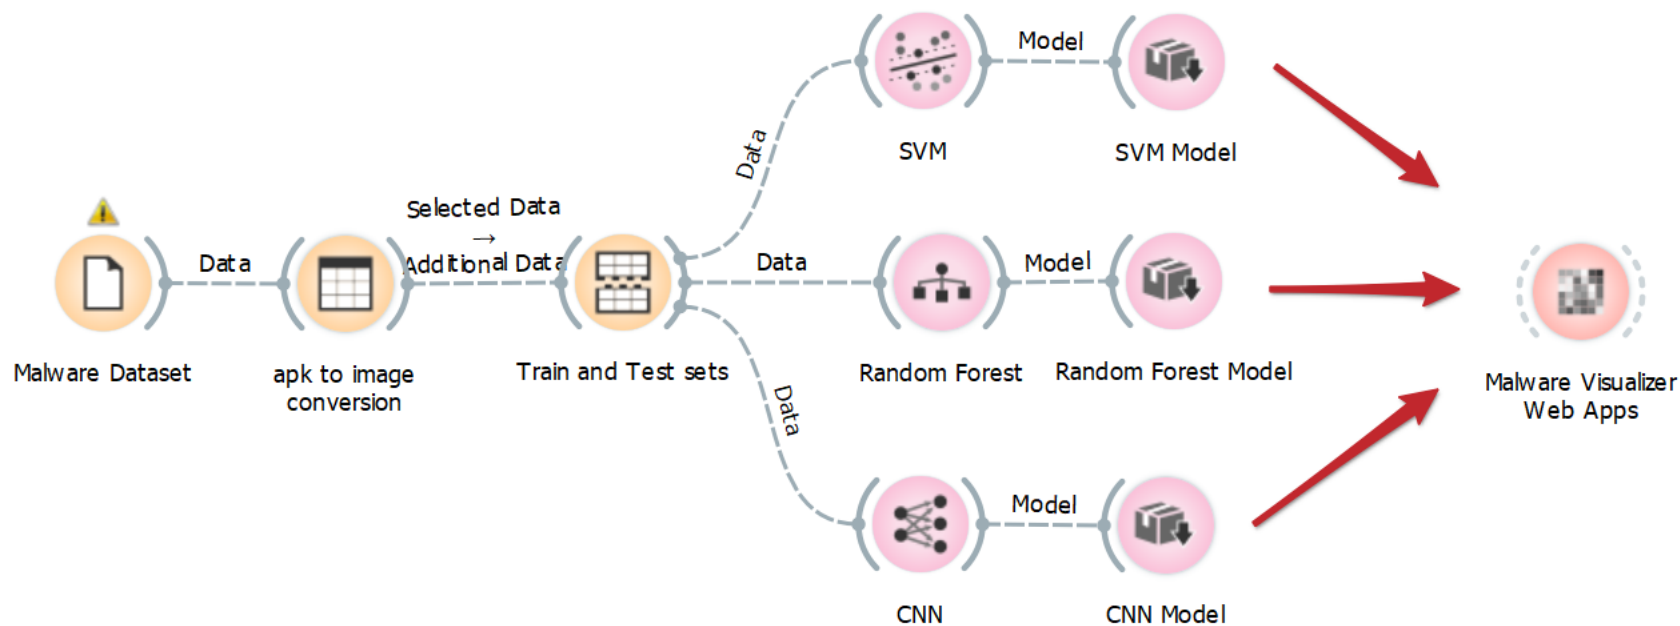 Malware Dataset
Data
apk to image
conversion
Selected Data
→
Additional Data
Train and Test sets
Data
Data
Data
SVM
Model
SVM Model
Random Forest
Model
Random Forest Model
CNN
Model
CNN Model
Malware Visualizer
Web Apps